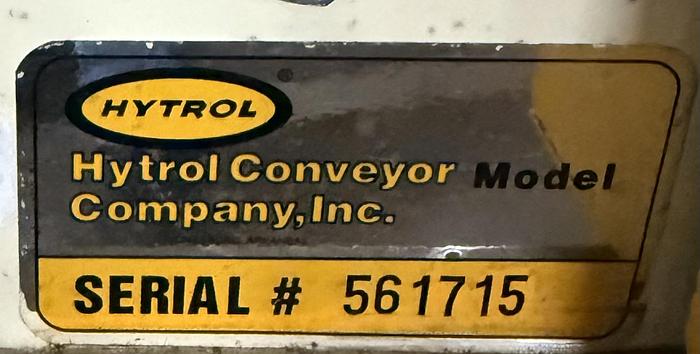 HYTROL
®
Hytrol Conveyor Model
Company, Inc.
SERIAL # 561715